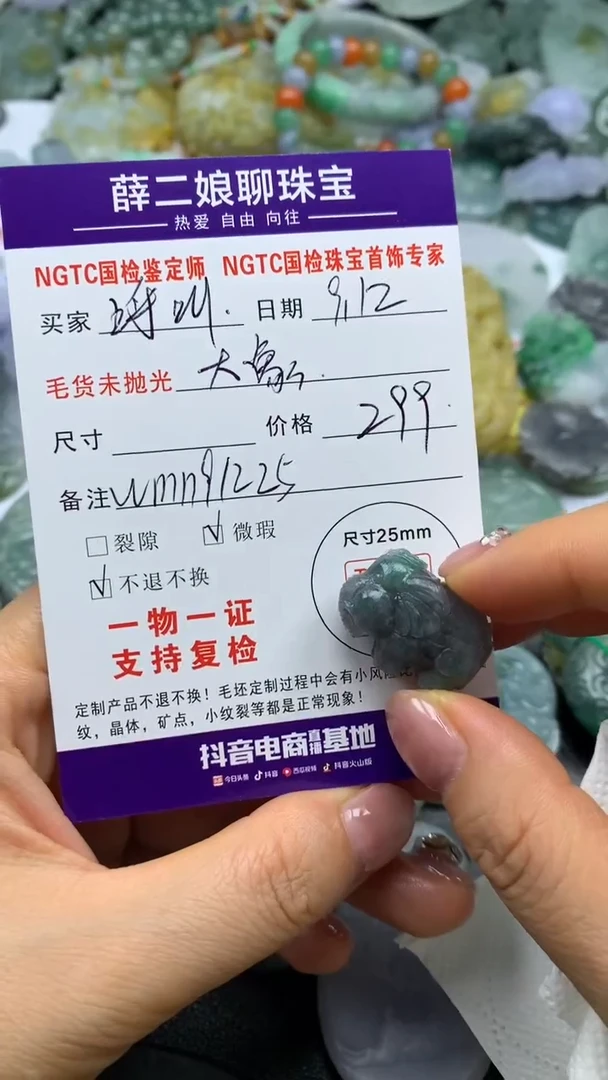 薛二娘聊珠宝
热爱 自由 向往
NGTC国检鉴定师 NGTC国检珠宝首饰专家
买家 日期 9.12
毛货未抛光 大象
尺寸 价格 299.
备注 wmm91225
裂隙 微瑕
尺寸25mm
不退不换
一物一证
支持复检
定制产品不退不换！毛坯定制过程中会有小风险
纹，晶体，矿点，小纹裂等都是正常现象！
抖音电商直播基地
今日头条 抖音 西瓜视频 抖音火山版